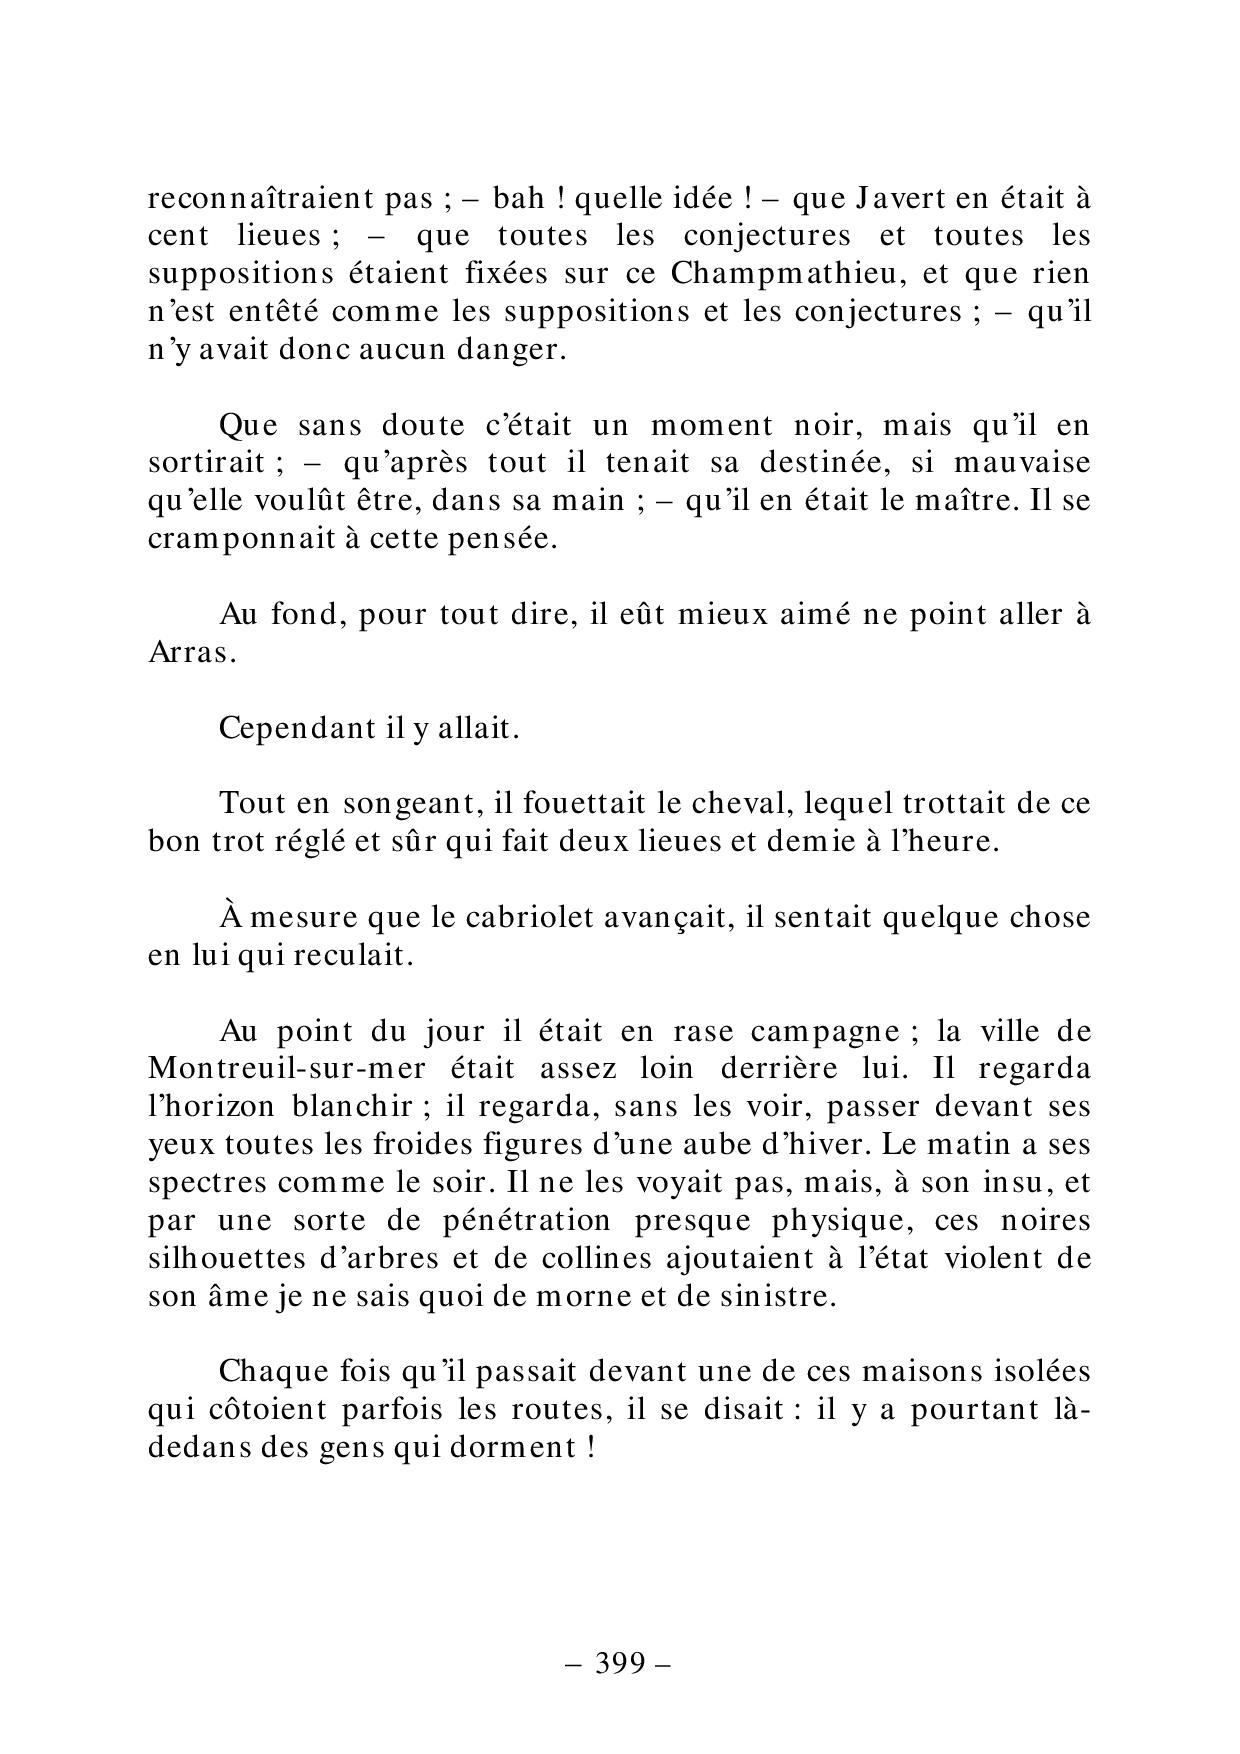 reconnaîtraient pas ; – bah ! quelle idée ! – que Javert en était à
cent lieues ; – que toutes les conjectures et toutes les
suppositions étaient fixées sur ce Champmathieu, et que rien
n’est entêté comme les suppositions et les conjectures ; – qu’il
n’y avait donc aucun danger.
Que sans doute c’était un moment noir, mais qu’il en
sortirait ; – qu’après tout il tenait sa destinée, si mauvaise
qu’elle voulût être, dans sa main ; – qu’il en était le maître. Il se
cramponnait à cette pensée.
Au fond, pour tout dire, il eût mieux aimé ne point aller à
Arras.
Cependant il y allait.
Tout en songeant, il fouettait le cheval, lequel trottait de ce
bon trot réglé et sûr qui fait deux lieues et demie à l’heure.
À mesure que le cabriolet avançait, il sentait quelque chose
en lui qui reculait.
Au point du jour il était en rase campagne ; la ville de
Montreuil-sur-mer était assez loin derrière lui. Il regarda
l’horizon blanchir ; il regarda, sans les voir, passer devant ses
yeux toutes les froides figures d’une aube d’hiver. Le matin a ses
spectres comme le soir. Il ne les voyait pas, mais, à son insu, et
par une sorte de pénétration presque physique, ces noires
silhouettes d’arbres et de collines ajoutaient à l’état violent de
son âme je ne sais quoi de morne et de sinistre.
Chaque fois qu’il passait devant une de ces maisons isolées
qui côtoient parfois les routes, il se disait : il y a pourtant là-
dedans des gens qui dorment !
– 399 –